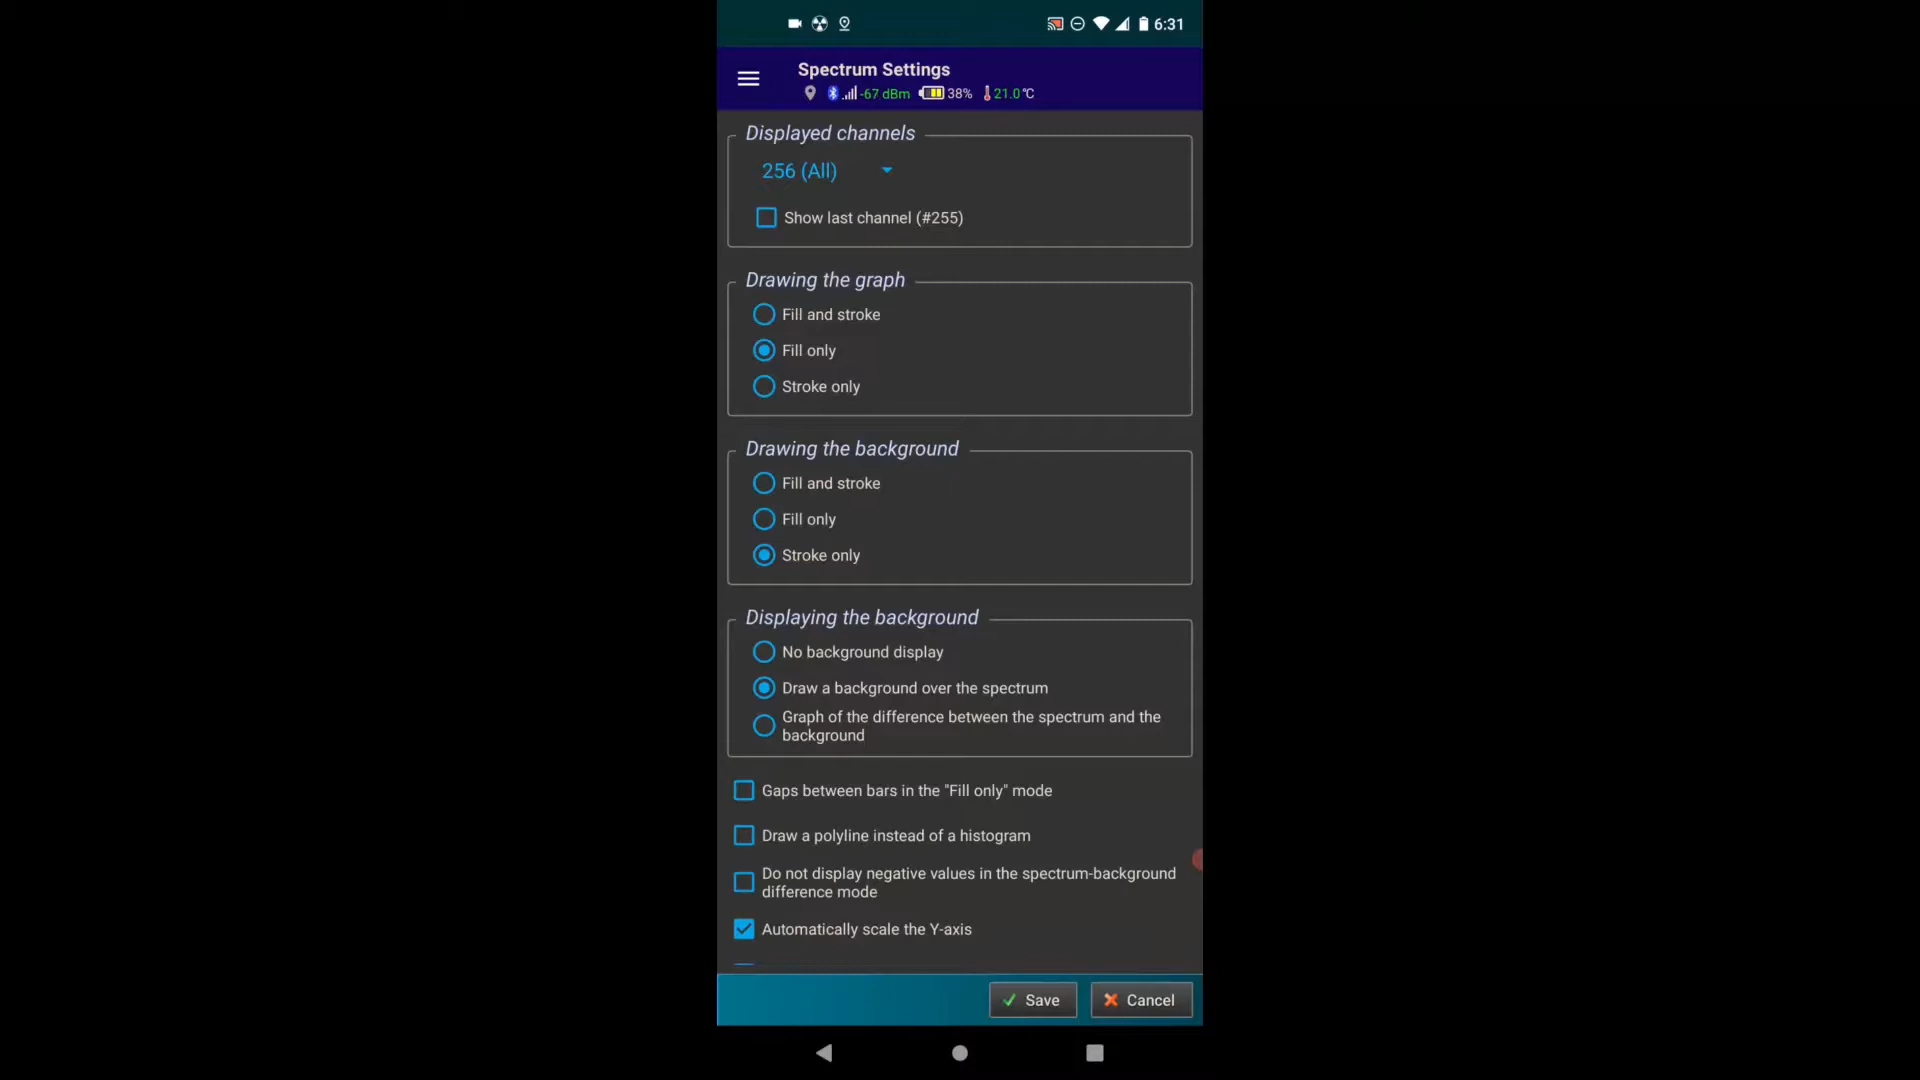 6:31
Spectrum Settings
-67 dBm 38% 21.0°C
Displayed channels
256 (All)
Show last channel (#255)
Drawing the graph
Fill and stroke
Fill only
Stroke only
Drawing the background
Fill and stroke
Fill only
Stroke only
Displaying the background
No background display
Draw a background over the spectrum
Graph of the difference between the spectrum and the
background
Gaps between bars in the "Fill only" mode
Draw a polyline instead of a histogram
Do not display negative values in the spectrum-background
difference mode
Automatically scale the Y-axis
Save Cancel